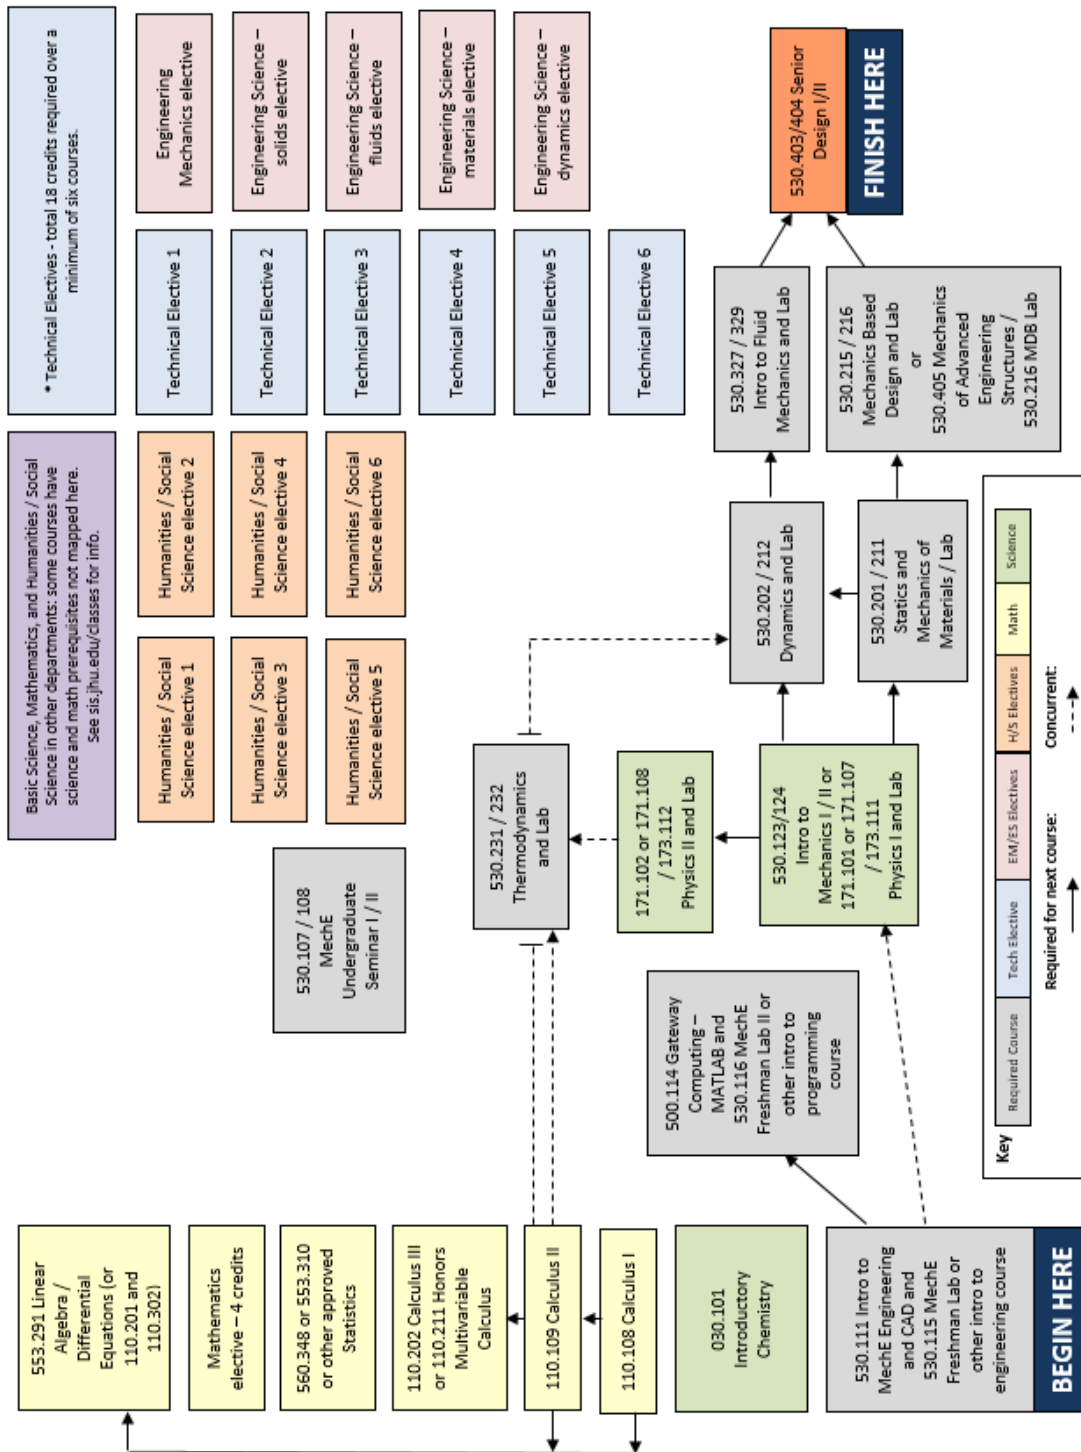 Basic Science, Mathematics, and Humanities / Social
Science in other departments: some courses have
science and math prerequisites not mapped here.
See sis.jhu.edu/classes for info.
* Technical Electives - total 18 credits required over a
minimum of six courses.
553.291 Linear
Algebra /
Differential
Equations (or
110.201 and
110.302)
Mathematics
elective – 4 credits
560.348 or 553.310
or other approved
Statistics
110.202 Calculus III
or 110.211 Honors
Multivariable
Calculus
110.109 Calculus II
110.108 Calculus I
030.101
Introductory
Chemistry
530.111 Intro to
MechE Engineering
and CAD and
530.115 MechE
Freshman Lab or
other intro to
engineering course
BEGIN HERE
530.107 / 108
MechE
Undergraduate
Seminar I / II
500.114 Gateway
Computing –
MATLAB and
530.116 MechE
Freshman Lab II or
other intro to
programming
course
Humanities / Social
Science elective 1
Humanities / Social
Science elective 2
Humanities / Social
Science elective 3
Humanities / Social
Science elective 4
Humanities / Social
Science elective 5
Humanities / Social
Science elective 6
530.231 / 232
Thermodynamics
and Lab
171.102 or 171.108
/ 173.112
Physics II and Lab
530.123/124
Intro to
Mechanics I / II or
171.101 or 171.107
/ 173.111
Physics I and Lab
530.202 / 212
Dynamics and Lab
530.201 / 211
Statics and
Mechanics of
Materials / Lab
Technical Elective 1
Technical Elective 2
Technical Elective 3
Technical Elective 4
Technical Elective 5
Technical Elective 6
Engineering
Mechanics elective
Engineering Science –
solids elective
Engineering Science –
fluids elective
Engineering Science –
materials elective
Engineering Science –
dynamics elective
530.327 / 329
Intro to Fluid
Mechanics and Lab
530.215 / 216
Mechanics Based
Design and Lab
or
530.405 Mechanics
of Advanced
Engineering
Structures /
530.216 MDB Lab
530.403/404 Senior
Design I/II
FINISH HERE
Key
Required Course
Tech Elective
EM/ES Electives
H/S Electives
Math
Science
Required for next course:
Concurrent: